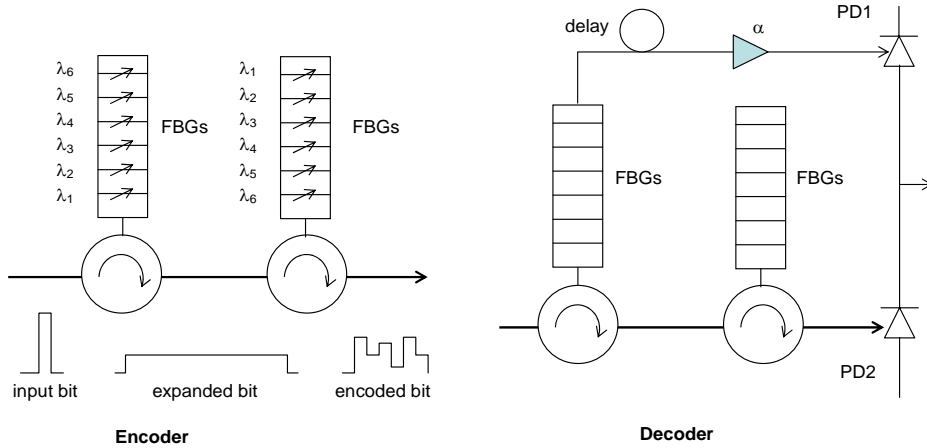 λ6
λ5
λ4
λ3
λ2
λ1
FBGs
λ1
λ2
λ3
λ4
λ5
λ6
FBGs
input bit
expanded bit
encoded bit
Encoder
delay
α
PD1
FBGs
FBGs
PD2
Decoder